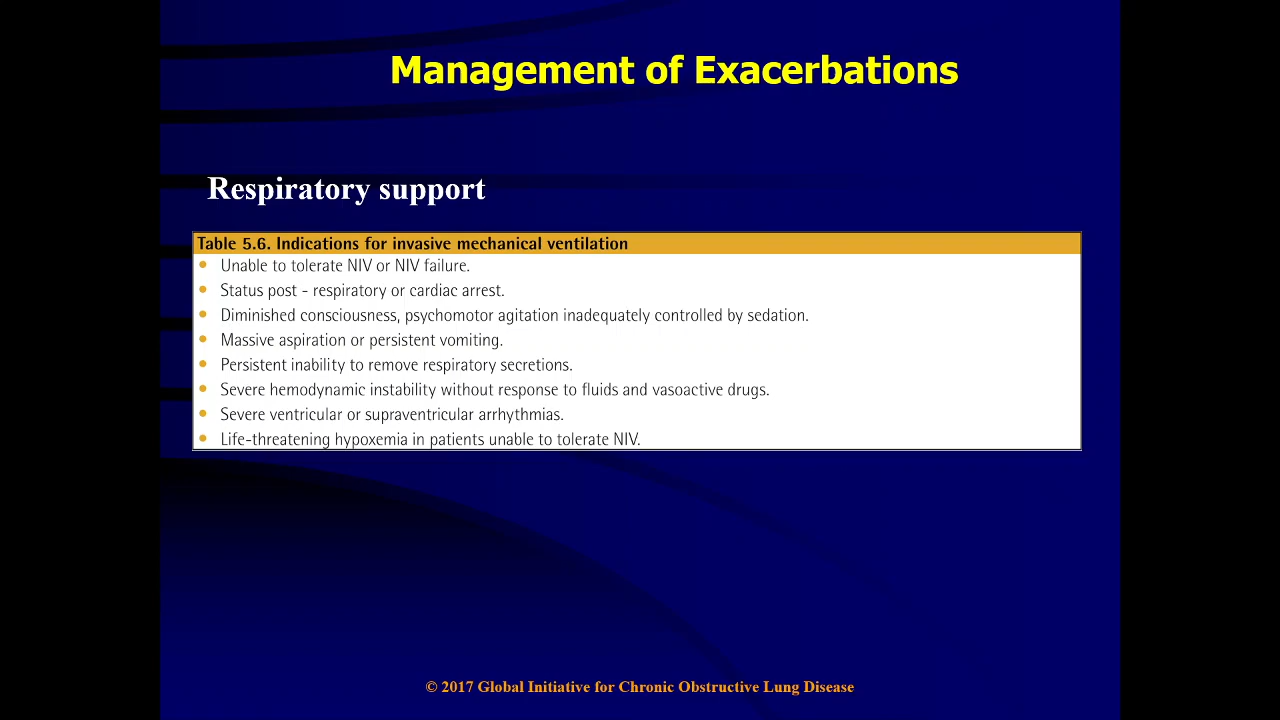 Management of Exacerbations
Respiratory support
Table 5.6. Indications for invasive mechanical ventilation
• Unable to tolerate NIV or NIV failure.
• Status post - respiratory or cardiac arrest.
• Diminished consciousness, psychomotor agitation inadequately controlled by sedation.
• Massive aspiration or persistent vomiting.
• Persistent inability to remove respiratory secretions.
• Severe hemodynamic instability without response to fluids and vasoactive drugs.
• Severe ventricular or supraventricular arrhythmias.
• Life-threatening hypoxemia in patients unable to tolerate NIV.
© 2017 Global Initiative for Chronic Obstructive Lung Disease